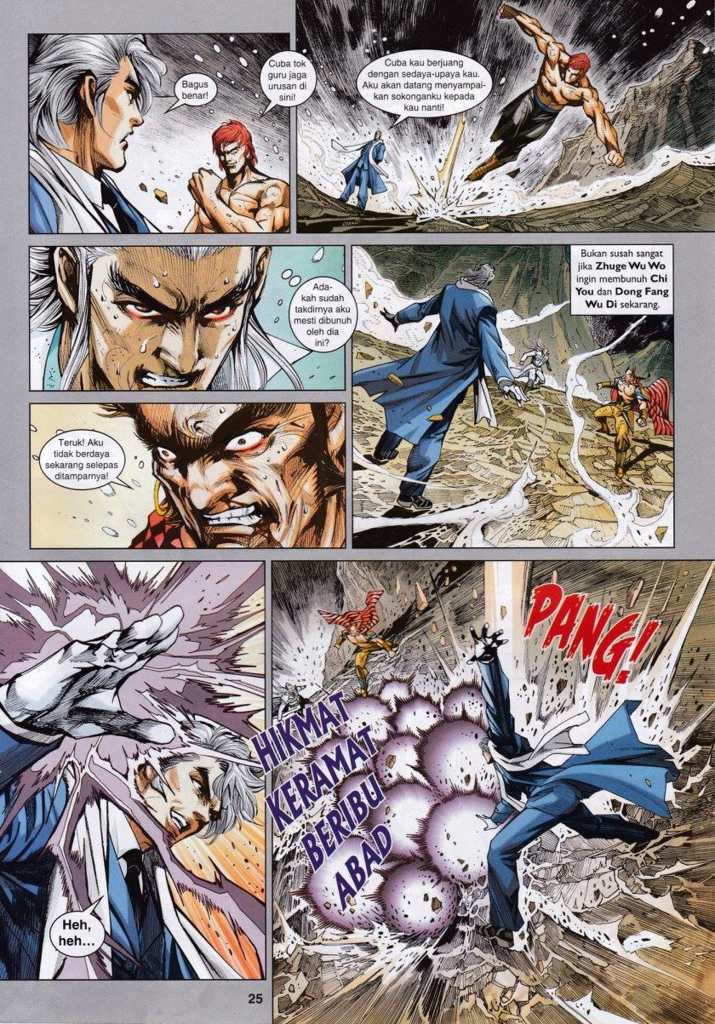 Bagus
benar!
Cuba tok
guru jaga
urusan di
sini!
Cuba kau berjuang
dengan sedaya-upaya kau.
Aku akan datang menyampai-
kan sokonganku kepada
kau nanti!
Ada-
kah sudah
takdirnya aku
mesti dibunuh
oleh dia
ini?
Teruk! Aku
tidak berdaya
sekarang selepas
ditamparnya!
Bukan susah sangat
jika Zhuge Wu Wo
ingin membunuh Chi
You dan Dong Fang
Wu Di sekarang.
Heh,
heh...
PANG!
HIKMAT
KERAMAT
BERIBU
ABAD
25